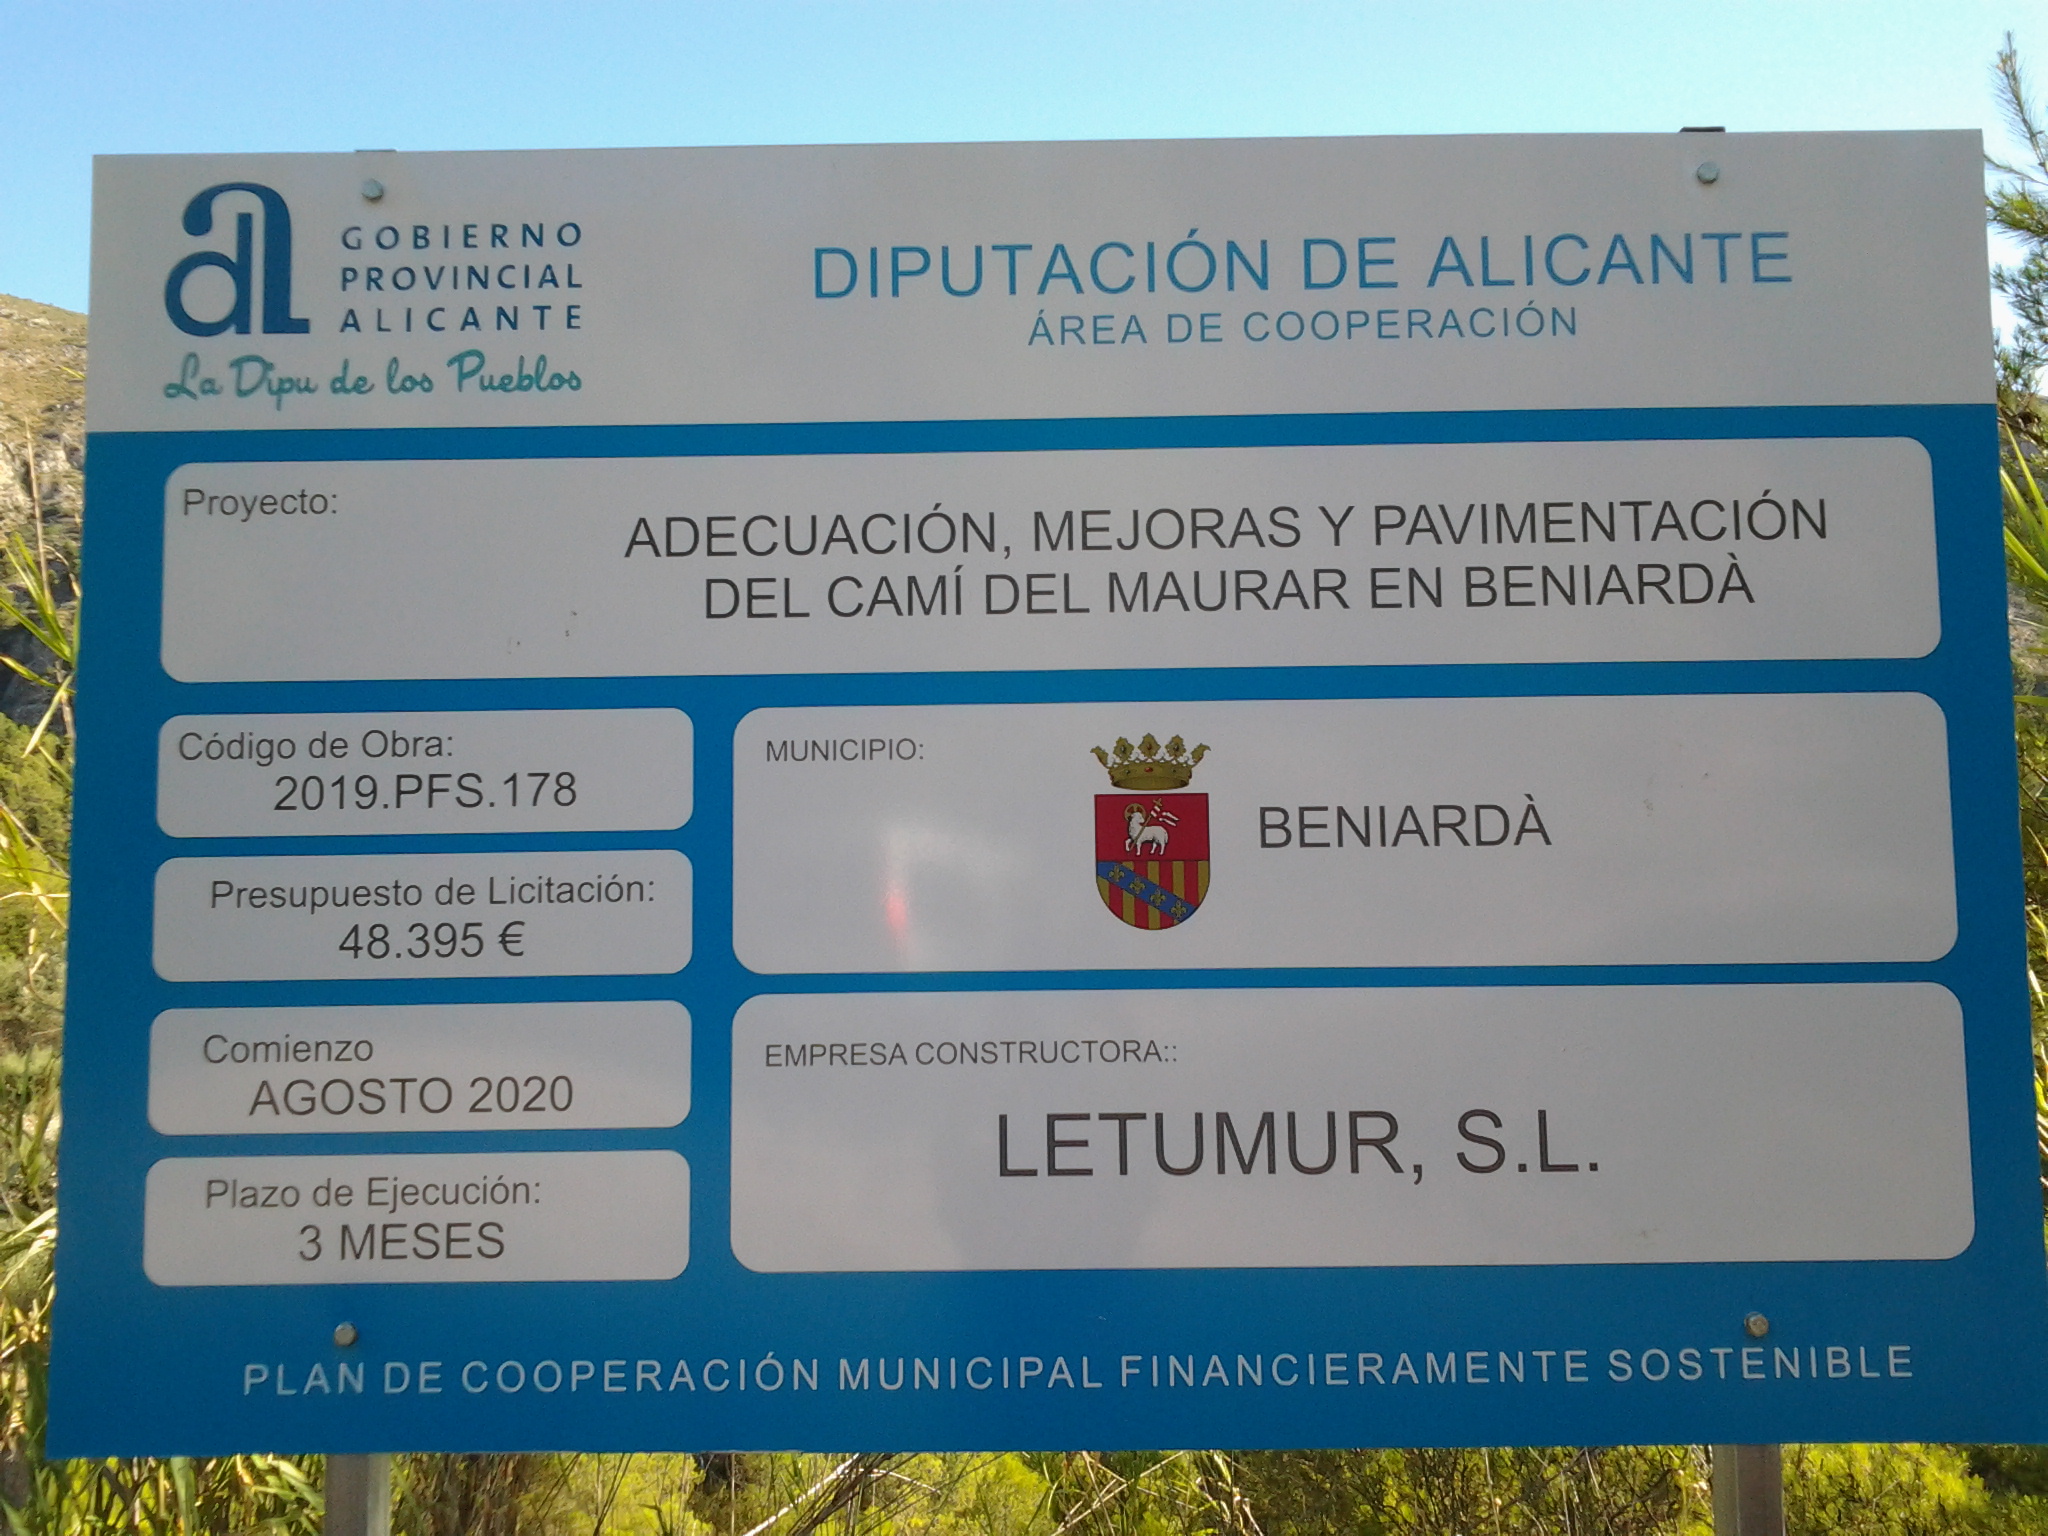 GOBIERNO
PROVINCIAL
ALICANTE
La Dipu de los Pueblos
DIPUTACIÓN DE ALICANTE
ÁREA DE COOPERACIÓN
Proyecto:
ADECUACIÓN, MEJORAS Y PAVIMENTACIÓN
DEL CAMÍ DEL MAURAR EN BENIARDÀ
Código de Obra:
2019.PFS.178
Presupuesto de Licitación:
48.395 €
Comienzo
AGOSTO 2020
Plazo de Ejecución:
3 MESES
MUNICIPIO:
BENIARDÀ
EMPRESA CONSTRUCTORA::
LETUMUR, S.L.
PLAN DE COOPERACIÓN MUNICIPAL FINANCIERAMENTE SOSTENIBLE